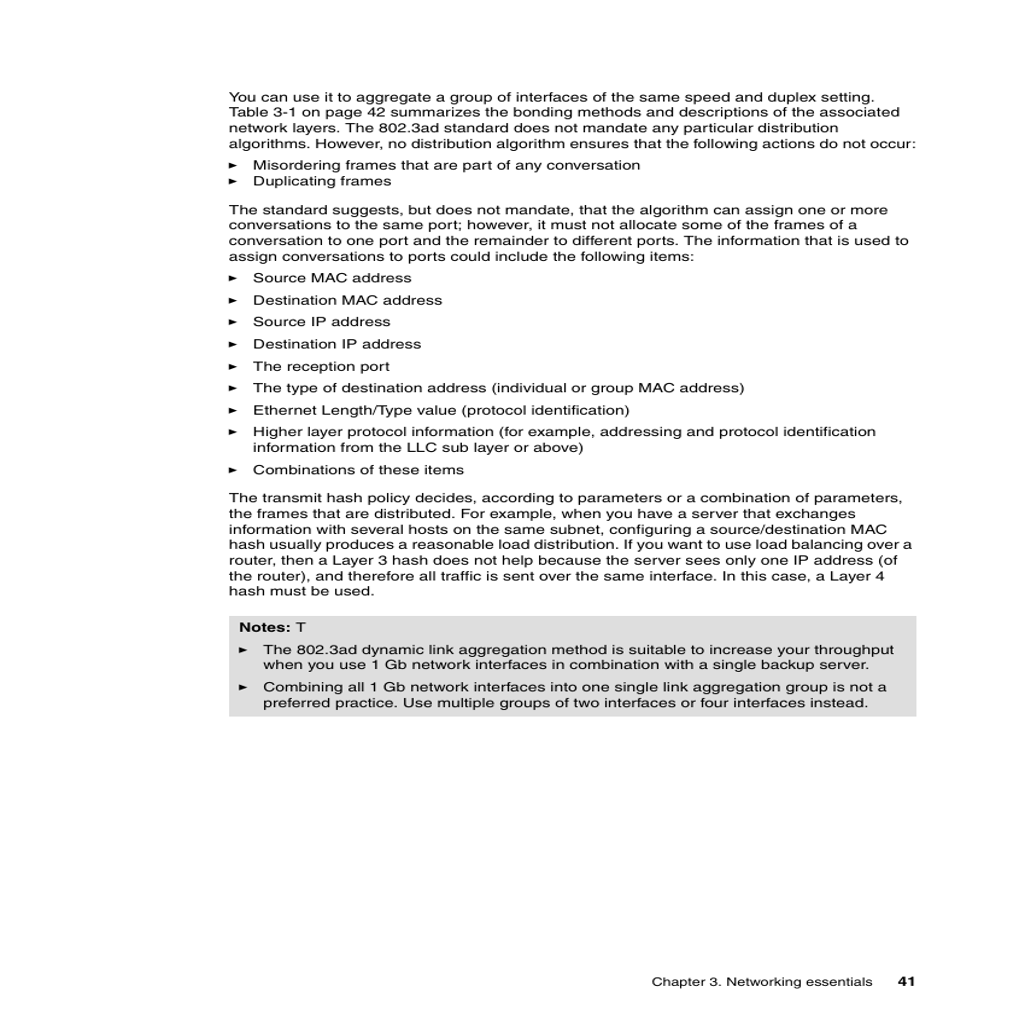 You can use it to aggregate a group of interfaces of the same speed and duplex setting.
Table 3-1 on page 42 summarizes the bonding methods and descriptions of the associated
network layers. The 802.3ad standard does not mandate any particular distribution
algorithms. However, no distribution algorithm ensures that the following actions do not occur:
► Misordering frames that are part of any conversation
► Duplicating frames
The standard suggests, but does not mandate, that the algorithm can assign one or more
conversations to the same port; however, it must not allocate some of the frames of a
conversation to one port and the remainder to different ports. The information that is used to
assign conversations to ports could include the following items:
► Source MAC address
► Destination MAC address
► Source IP address
► Destination IP address
► The reception port
► The type of destination address (individual or group MAC address)
► Ethernet Length/Type value (protocol identification)
► Higher layer protocol information (for example, addressing and protocol identification
information from the LLC sub layer or above)
► Combinations of these items
The transmit hash policy decides, according to parameters or a combination of parameters,
the frames that are distributed. For example, when you have a server that exchanges
information with several hosts on the same subnet, configuring a source/destination MAC
hash usually produces a reasonable load distribution. If you want to use load balancing over a
router, then a Layer 3 hash does not help because the server sees only one IP address (of
the router), and therefore all traffic is sent over the same interface. In this case, a Layer 4
hash must be used.
Notes: T
► The 802.3ad dynamic link aggregation method is suitable to increase your throughput
when you use 1 Gb network interfaces in combination with a single backup server.
► Combining all 1 Gb network interfaces into one single link aggregation group is not a
preferred practice. Use multiple groups of two interfaces or four interfaces instead.
Chapter 3. Networking essentials 41